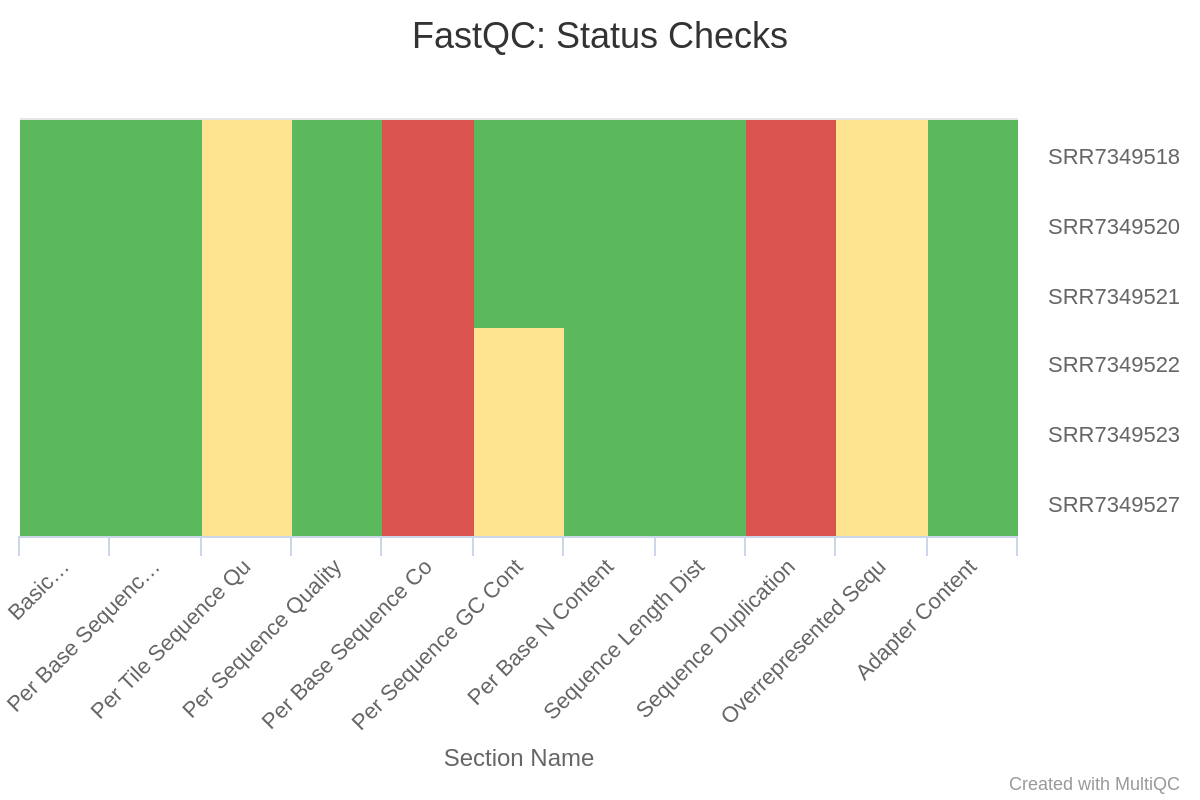 FastQC: Status Checks
SRR7349518
SRR7349520
SRR7349521
SRR7349522
SRR7349523
SRR7349527
Basic…
Per Base Sequenc…
Per Tile Sequence Qu
Per Sequence Quality
Per Base Sequence Co
Per Sequence GC Cont
Per Base N Content
Sequence Length Dist
Sequence Duplication
Overrepresented Sequ
Adapter Content
Section Name
Created with MultiQC